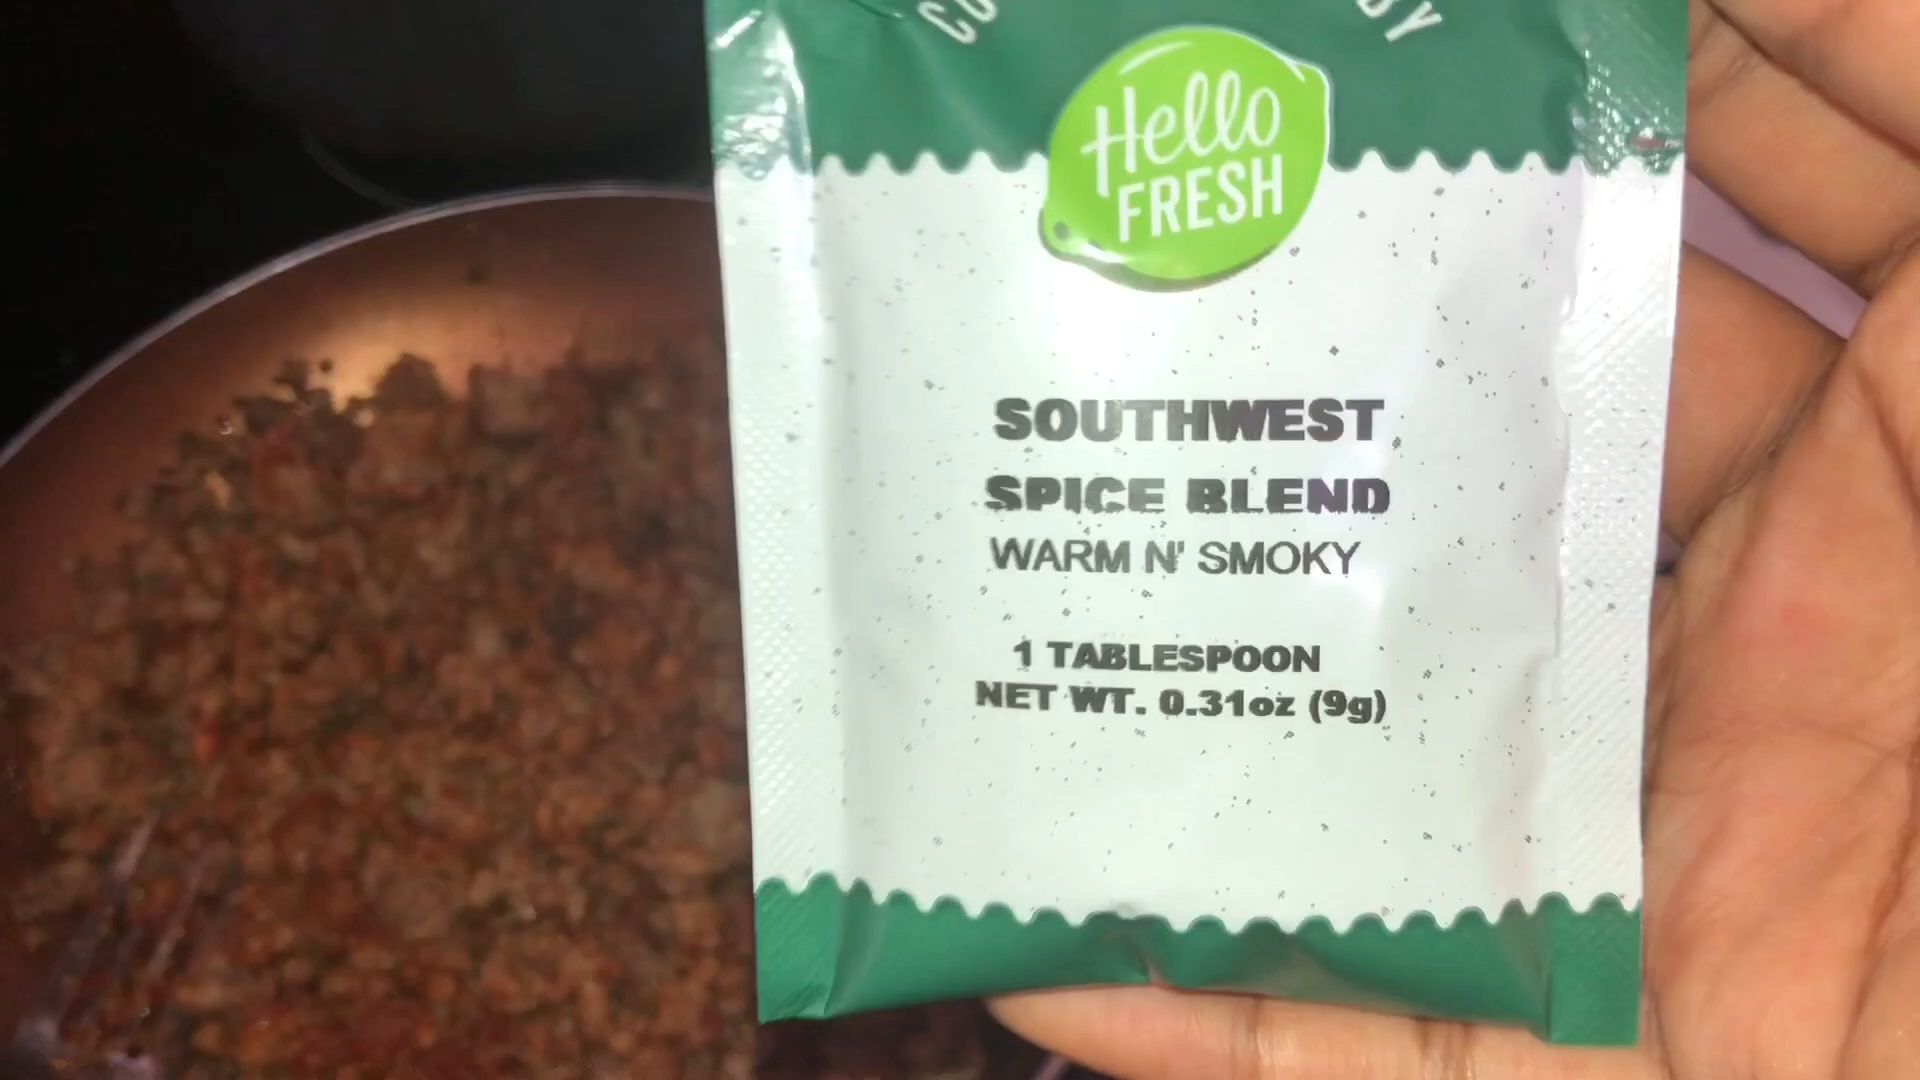 Hello
FRESH
SOUTHWEST
SPICE BLEND
WARM N' SMOKY
1 TABLESPOON
NET WT. 0.31oz (9g)